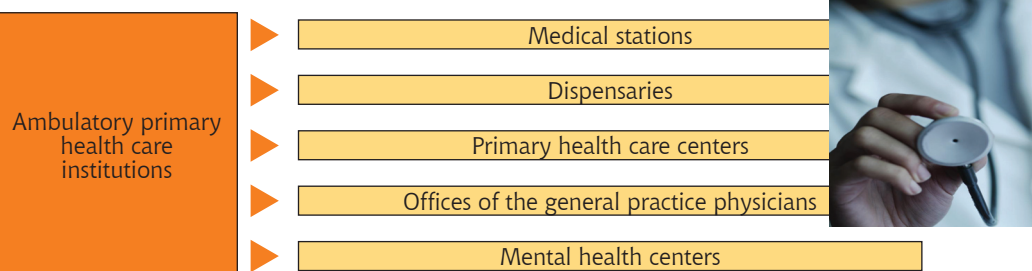 Ambulatory primary
health care
institutions
Medical stations
Dispensaries
Primary health care centers
Offices of the general practice physicians
Mental health centers